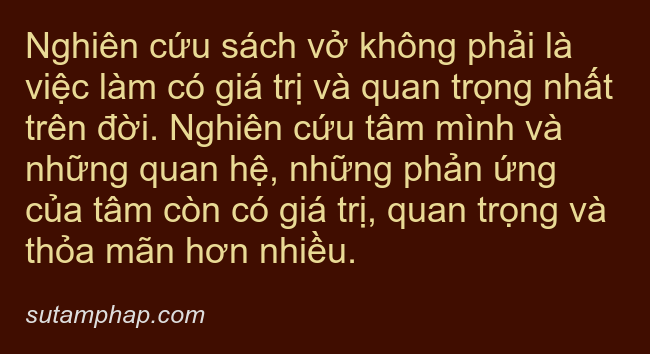 Nghiên cứu sách vở không phải là
việc làm có giá trị và quan trọng nhất
trên đời. Nghiên cứu tâm mình và
những quan hệ, những phản ứng
của tâm còn có giá trị, quan trọng và
thỏa mãn hơn nhiều.
sutamphap.com